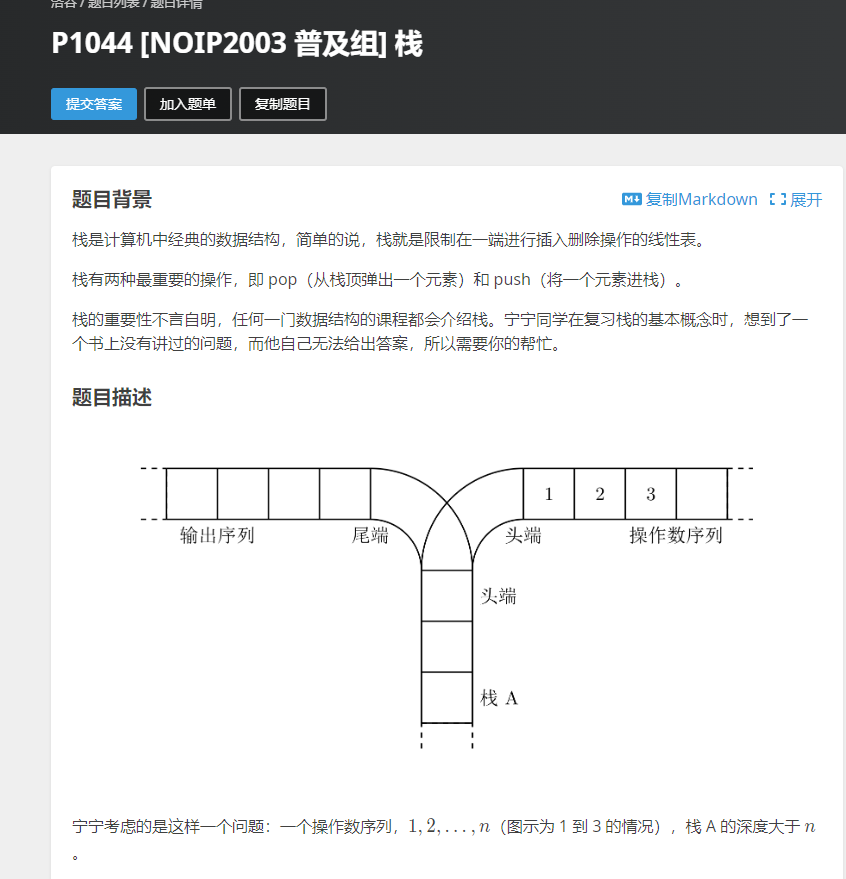 洛谷 / 题目列表 / 题目详情
P1044 [NOIP2003 普及组] 栈
提交答案 加入题单 复制题目
题目背景 M↓ 复制Markdown 展开
栈是计算机中经典的数据结构，简单的说，栈就是限制在一端进行插入删除操作的线性表。
栈有两种最重要的操作，即 pop（从栈顶弹出一个元素）和 push（将一个元素进栈）。
栈的重要性不言自明，任何一门数据结构的课程都会介绍栈。宁宁同学在复习栈的基本概念时，想到了一
个书上没有讲过的问题，而他自己无法给出答案，所以需要你的帮忙。
题目描述
1 2 3
输出序列 尾端 头端 操作数序列
头端
栈 A
宁宁考虑的是这样一个问题：一个操作数序列，1, 2, . . . , n（图示为 1 到 3 的情况），栈 A 的深度大于 n
。